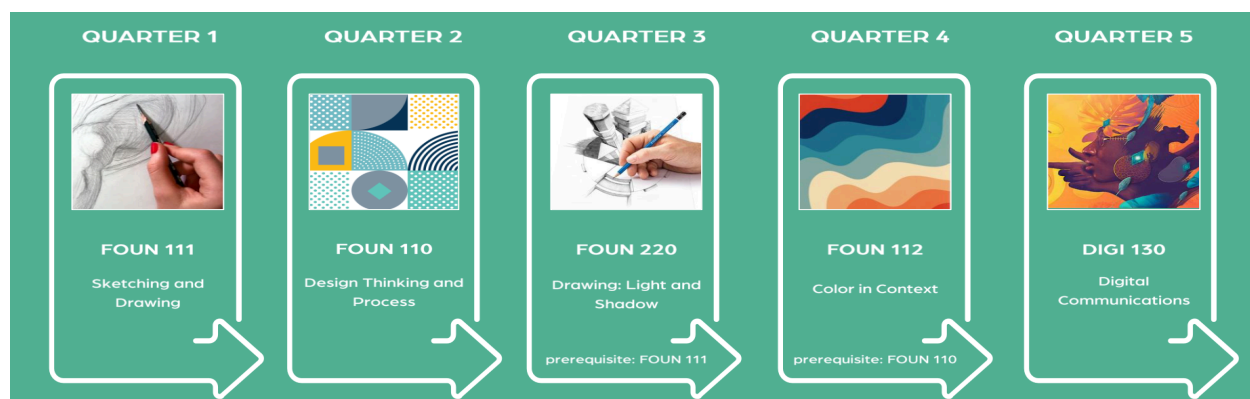 QUARTER 1
QUARTER 2
QUARTER 3
QUARTER 4
QUARTER 5
FOUN 111
Sketching and
Drawing
FOUN 110
Design Thinking and
Process
FOUN 220
Drawing: Light and
Shadow
prerequisite: FOUN 111
FOUN 112
Color in Context
prerequisite: FOUN 110
DIGI 130
Digital
Communications